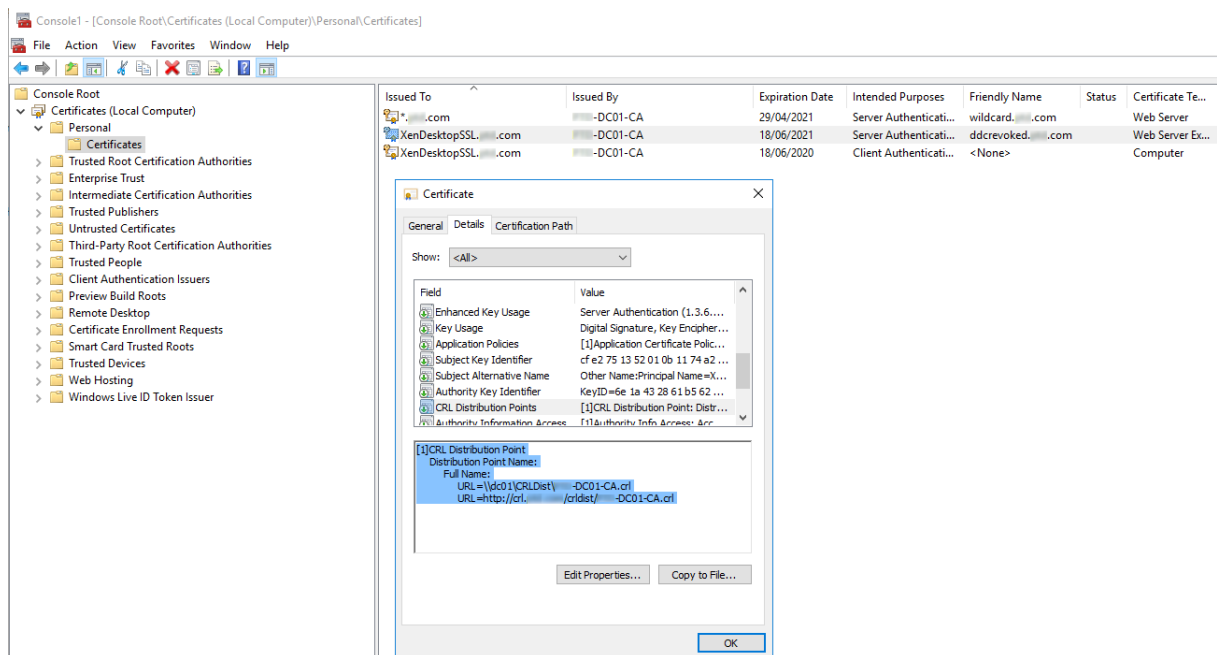 Console1 - [Console Root\Certificates (Local Computer)\Personal\Certificates]
File Action View Favorites Window Help
Console Root
Certificates (Local Computer)
Personal
Certificates
Trusted Root Certification Authorities
Enterprise Trust
Intermediate Certification Authorities
Trusted Publishers
Untrusted Certificates
Third-Party Root Certification Authorities
Trusted People
Client Authentication Issuers
Preview Build Roots
Remote Desktop
Certificate Enrollment Requests
Smart Card Trusted Roots
Trusted Devices
Web Hosting
Windows Live ID Token Issuer
Issued To Issued By Expiration Date Intended Purposes Friendly Name Status Certificate Te...
*. .com -DC01-CA 29/04/2021 Server Authenticati... wildcard. .com Web Server
XenDesktopSSL. .com -DC01-CA 18/06/2021 Server Authenticati... ddcrevoked. .com Web Server Ex...
XenDesktopSSL. .com -DC01-CA 18/06/2020 Client Authenticati... <None> Computer
Certificate
General Details Certification Path
Show: <All>
Field Value
Enhanced Key Usage Server Authentication (1.3.6....
Key Usage Digital Signature, Key Encipher...
Application Policies [1]Application Certificate Polic...
Subject Key Identifier cf e2 75 13 52 01 0b 11 74 a2 ...
Subject Alternative Name Other Name:Principal Name=X...
Authority Key Identifier KeyID=6e 1a 43 28 61 b5 62 ...
CRL Distribution Points [1]CRL Distribution Point: Distr...
Authority Information Access [1]Authority Info Access: Acc...
[1]CRL Distribution Point
Distribution Point Name:
Full Name:
URL=\\dc01\CRLDist\ -DC01-CA.crl
URL=http://crl. /crldist/ -DC01-CA.crl
Edit Properties... Copy to File...
OK